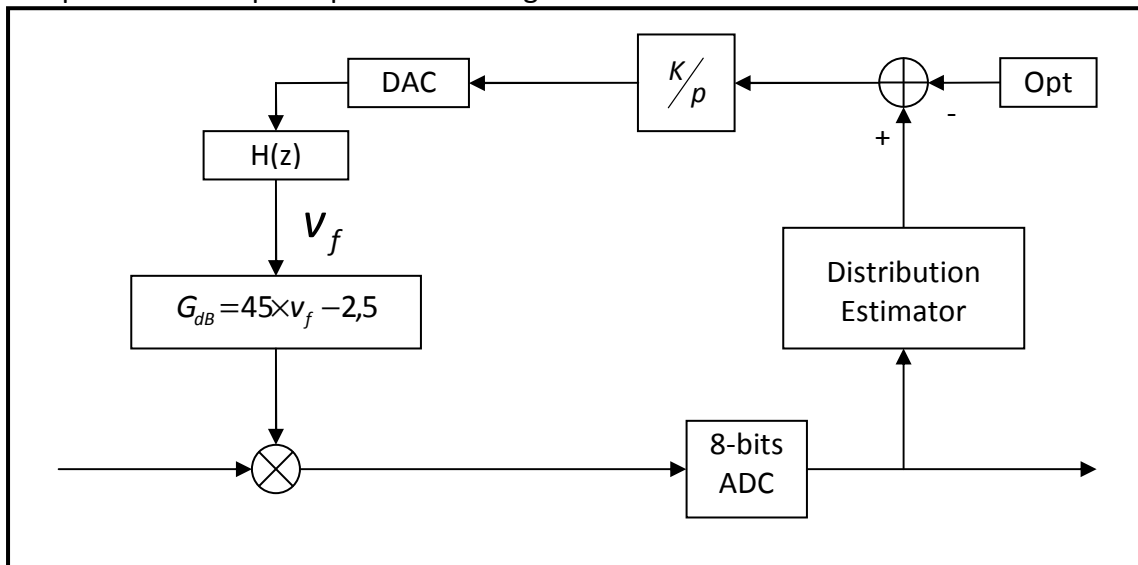 DAC
K/p
Opt
-
+
H(z)
v_f
G_dB = 45×v_f − 2,5
Distribution
Estimator
8-bits
ADC